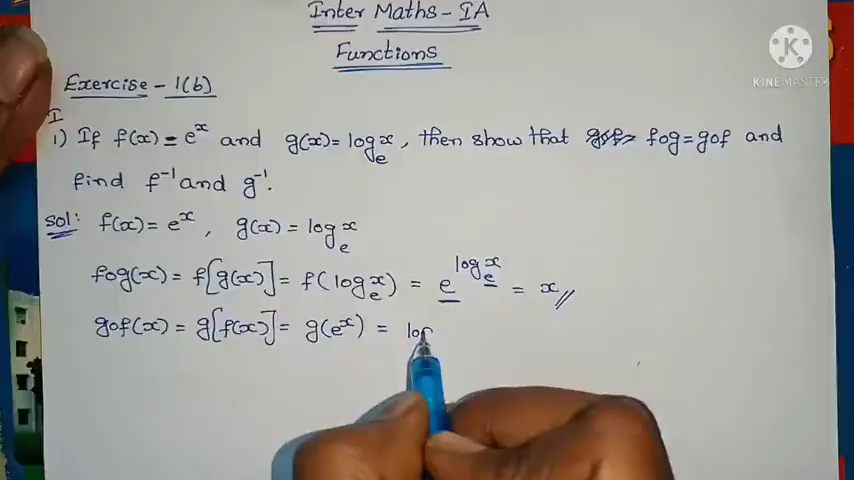 Inter Maths - IA
Functions
KINEMASTER
Exercise - 1(b)
I
1) If f(x) = e^x and g(x) = log_e x, then show that gof= fog = gof and
find f^-1 and g^-1.
Sol: f(x) = e^x, g(x) = log_e x
fog(x) = f[g(x)] = f(log_e x) = e^(log_e x) = x //
gof(x) = g[f(x)] = g(e^x) = log